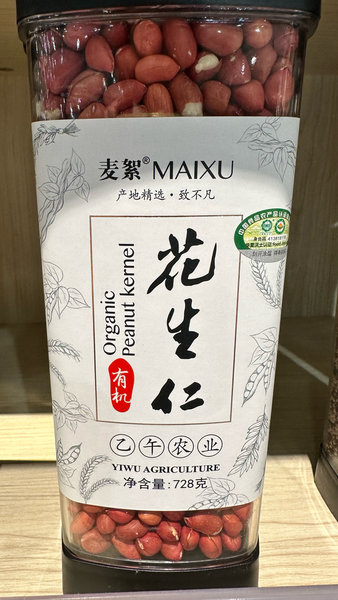 麦絮® MAIXU
产地精选·致不凡
花生仁
Organic
Peanut kernel
有机
乙午农业
YIWU AGRICULTURE
净含量:728克